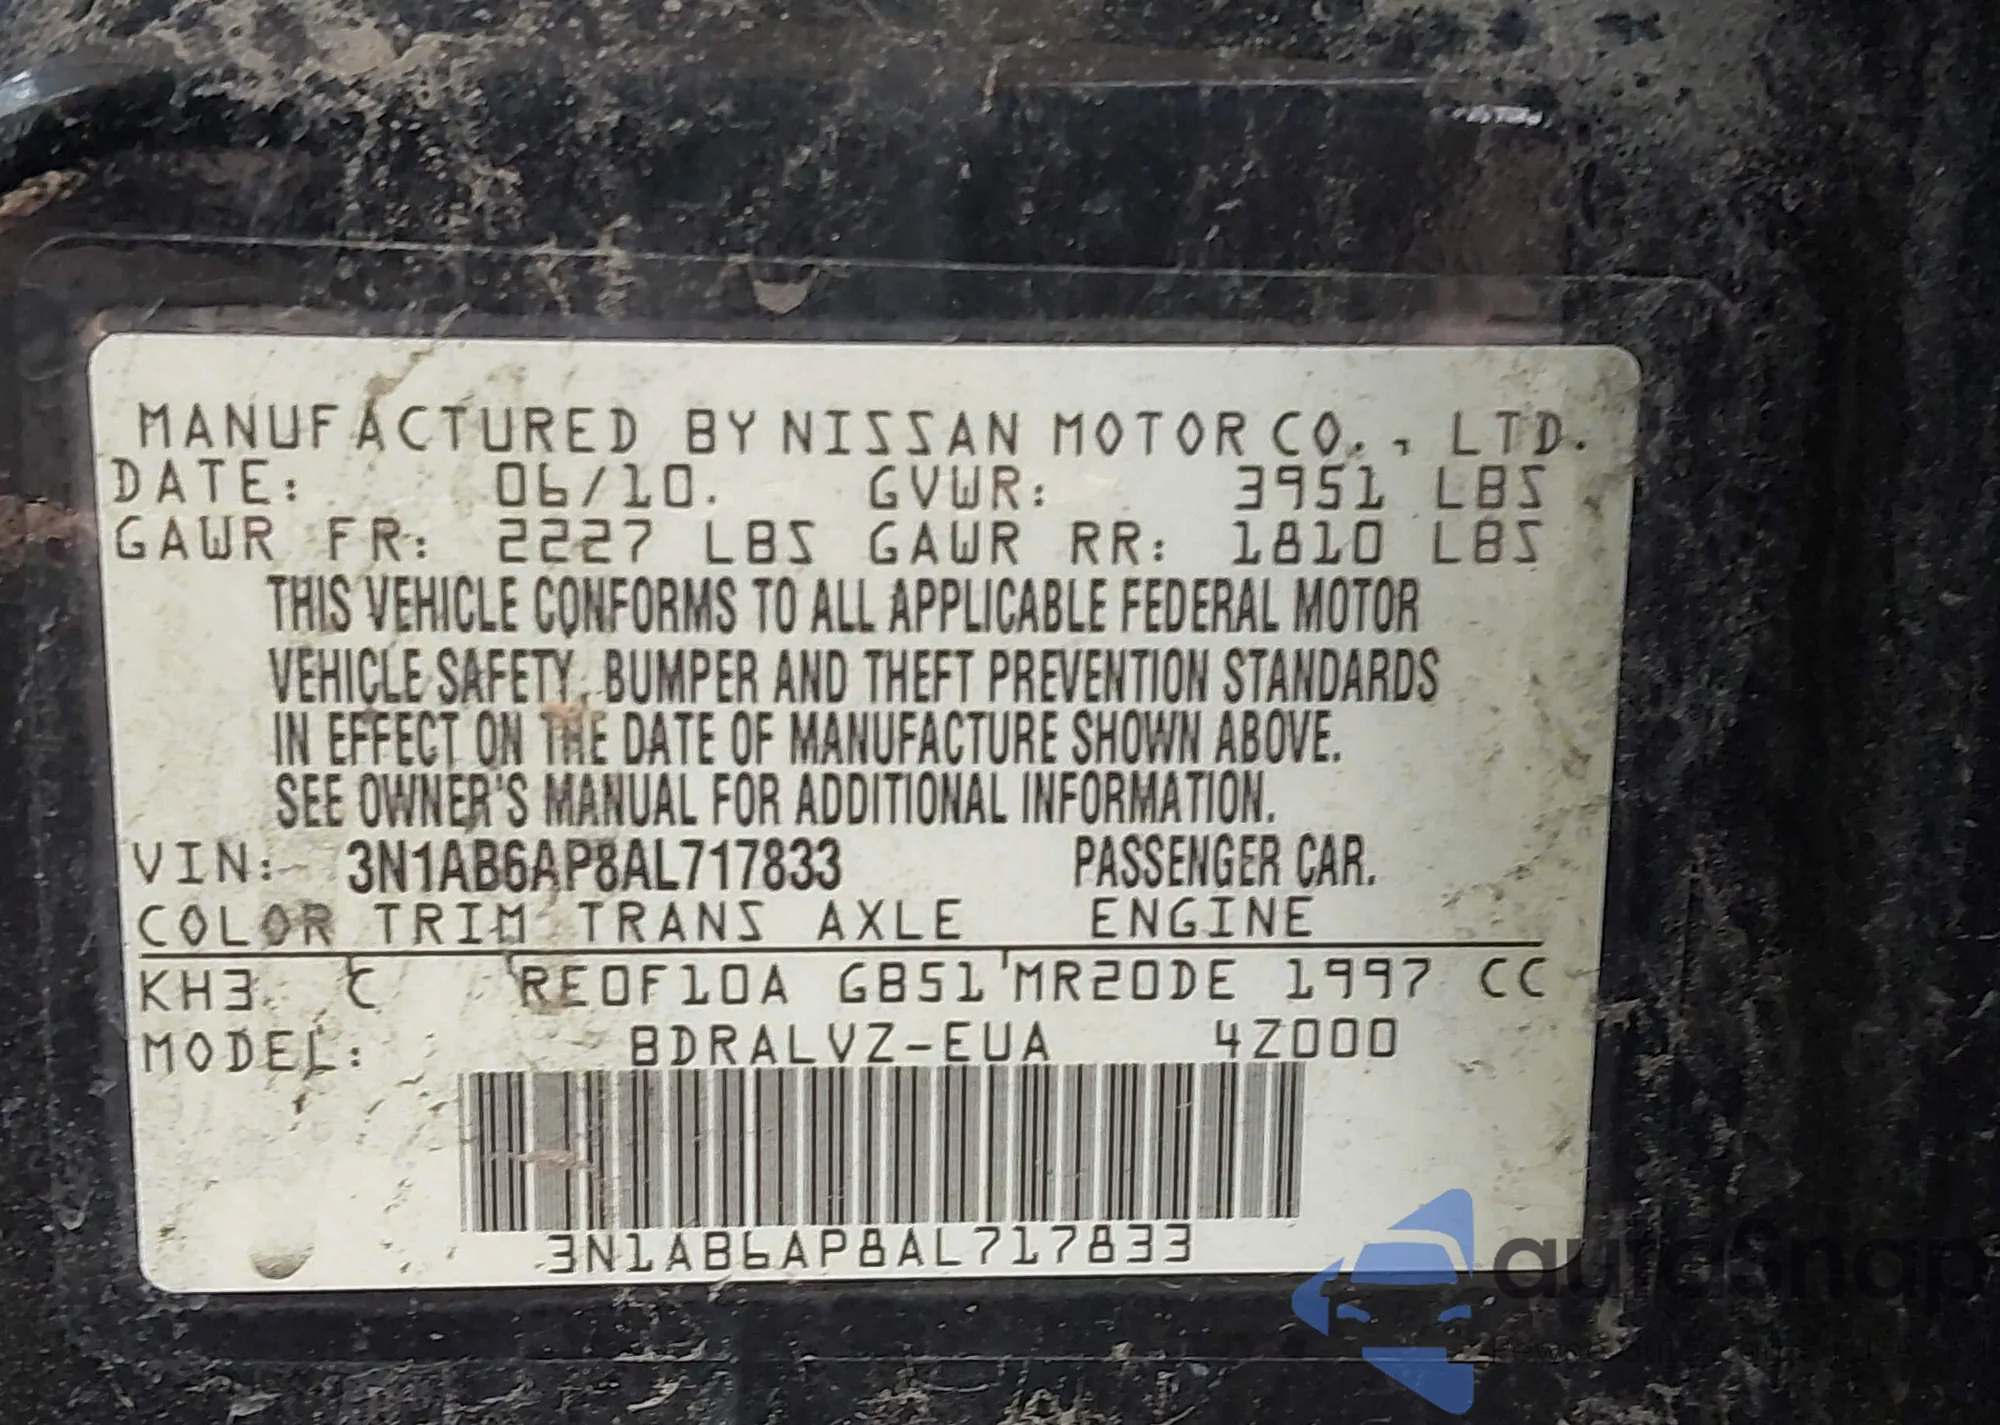 MANUFACTURED BY NISSAN MOTOR CO., LTD.
DATE: 06/10. GVWR: 3951 LBS
GAWR FR: 2227 LBS GAWR RR: 1810 LBS
THIS VEHICLE CONFORMS TO ALL APPLICABLE FEDERAL MOTOR
VEHICLE SAFETY, BUMPER AND THEFT PREVENTION STANDARDS
IN EFFECT ON THE DATE OF MANUFACTURE SHOWN ABOVE.
SEE OWNER'S MANUAL FOR ADDITIONAL INFORMATION.
VIN: 3N1AB6AP8AL717833 PASSENGER CAR.
COLOR TRIM TRANS AXLE ENGINE
KH3 C RE0F10A GB51 MR20DE 1997 CC
MODEL: BDRALVZ-EUA 4Z000
3N1AB6AP8AL717833
autoSnap